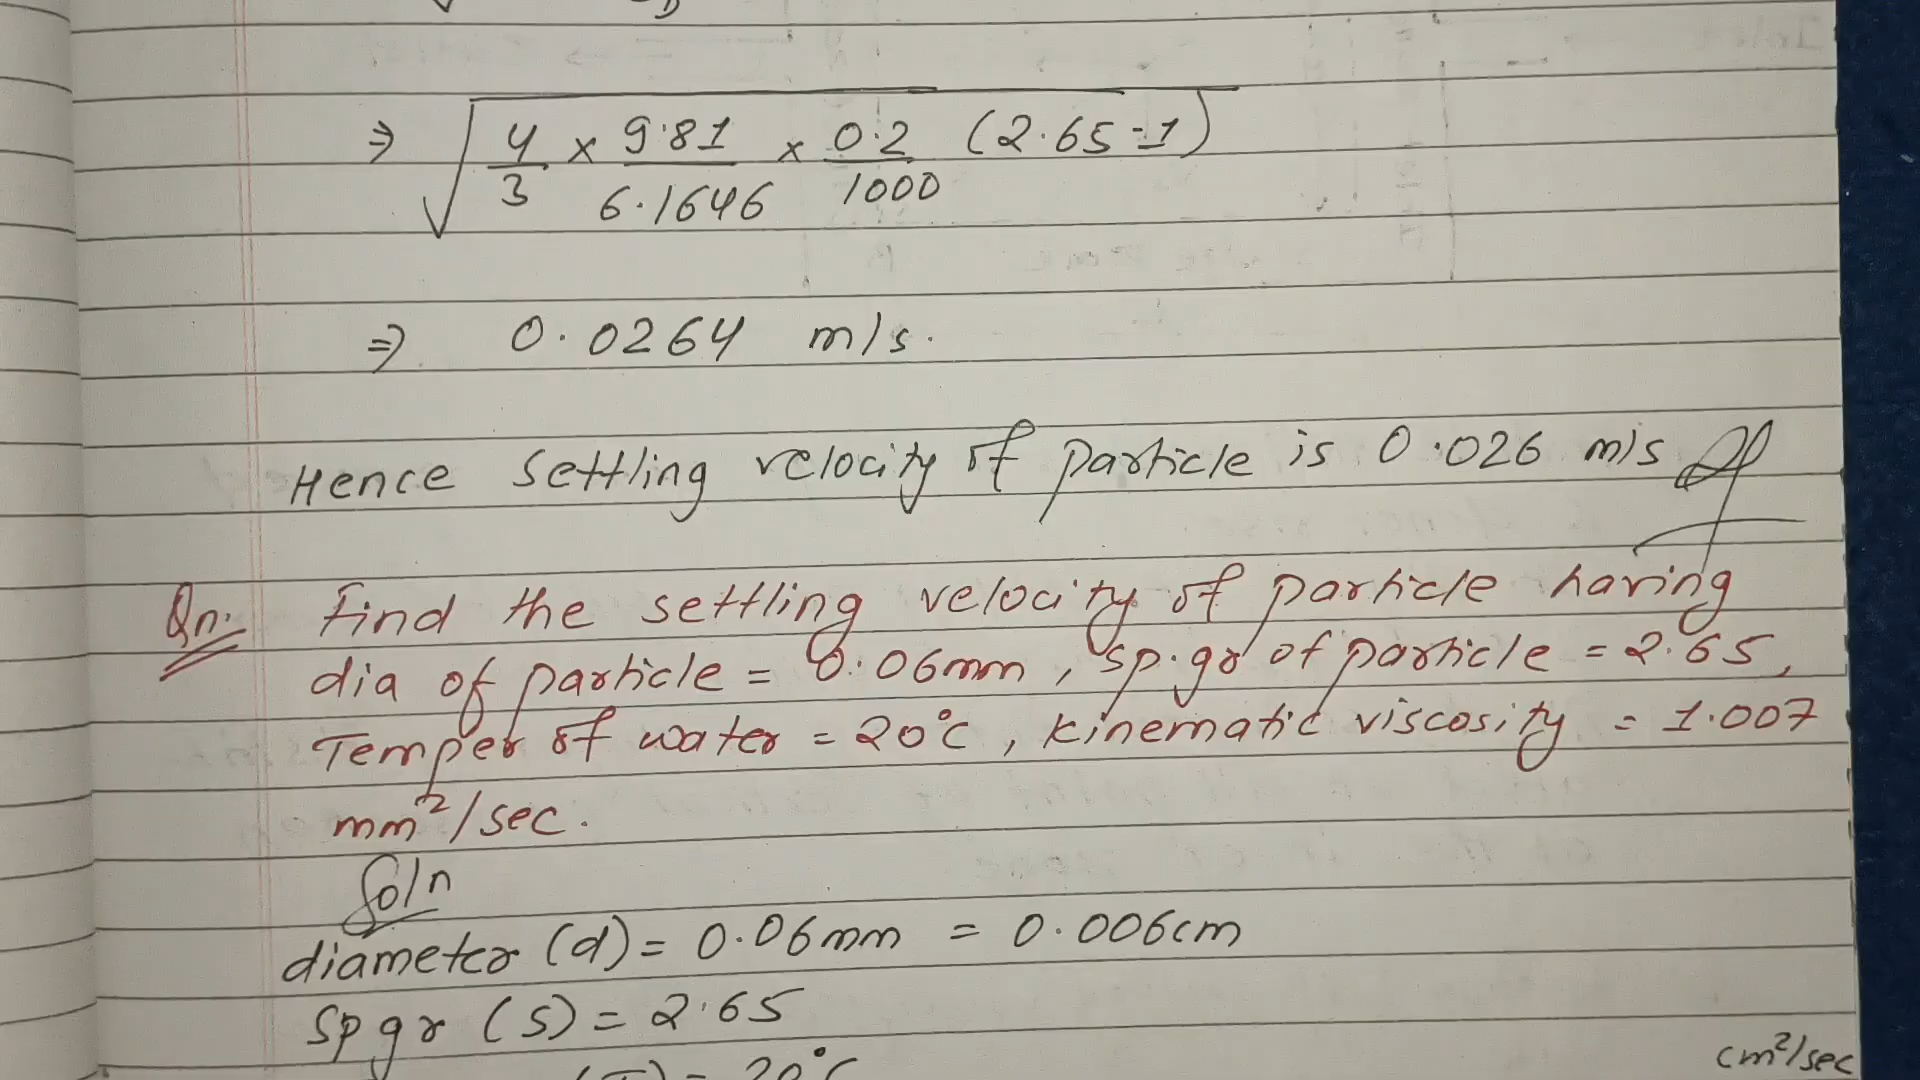 ⇒ √(4/3 × 9.81/6.1646 × 0.2/1000 (2.65-1))
⇒ 0.0264 m/s.
Hence settling velocity of particle is 0.026 m/s
Qn. Find the settling velocity of particle having
dia of particle = 0.06mm, sp.gr of particle = 2.65,
Temper of water = 20°C, kinematic viscosity = 1.007
mm²/sec.
Soln
diameter (d) = 0.06mm = 0.006cm
Sp gr (S) = 2.65
(T) = 20°C
cm²/sec